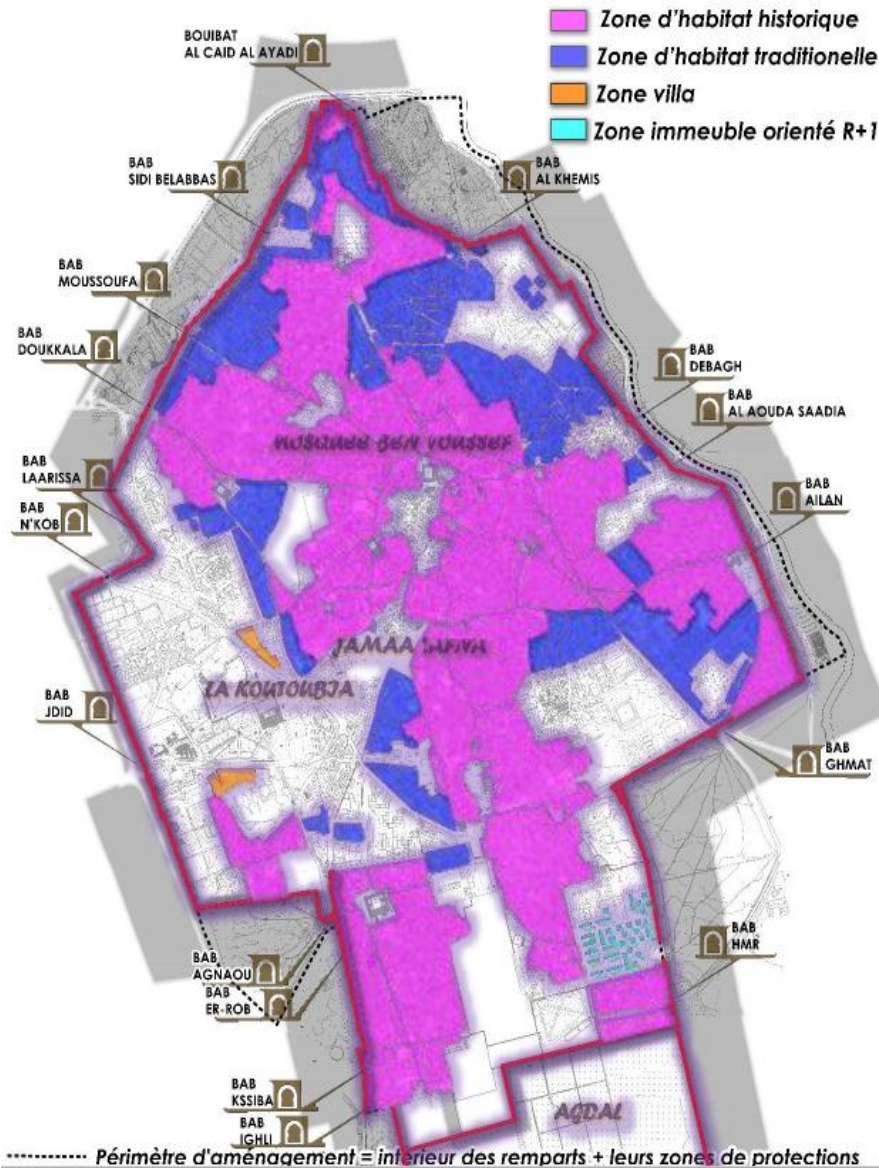 Zone d'habitat historique
Zone d'habitat traditionelle
Zone villa
Zone immeuble orienté R+1
BOUIBAT
AL CAID AL AYADI
BAB
SIDI BELABBAS
BAB
AL KHEMIS
BAB
MOUSSOUFA
BAB
DOUKKALA
BAB
DEBAGH
BAB
AL AOUDA SAADIA
MOSQUEE BEN YOUSSEF
BAB
LAARISSA
BAB
N'KOB
BAB
AILAN
JAMAA
LA KOUTOUBIA
BAB
JDID
BAB
GHMAT
BAB
HMR
BAB
AGNAOU
BAB
ER-ROB
BAB
KSSIBA
BAB
IGHLI
AGDAL
Périmètre d'aménagement = interieur des remparts + leurs zones de protections